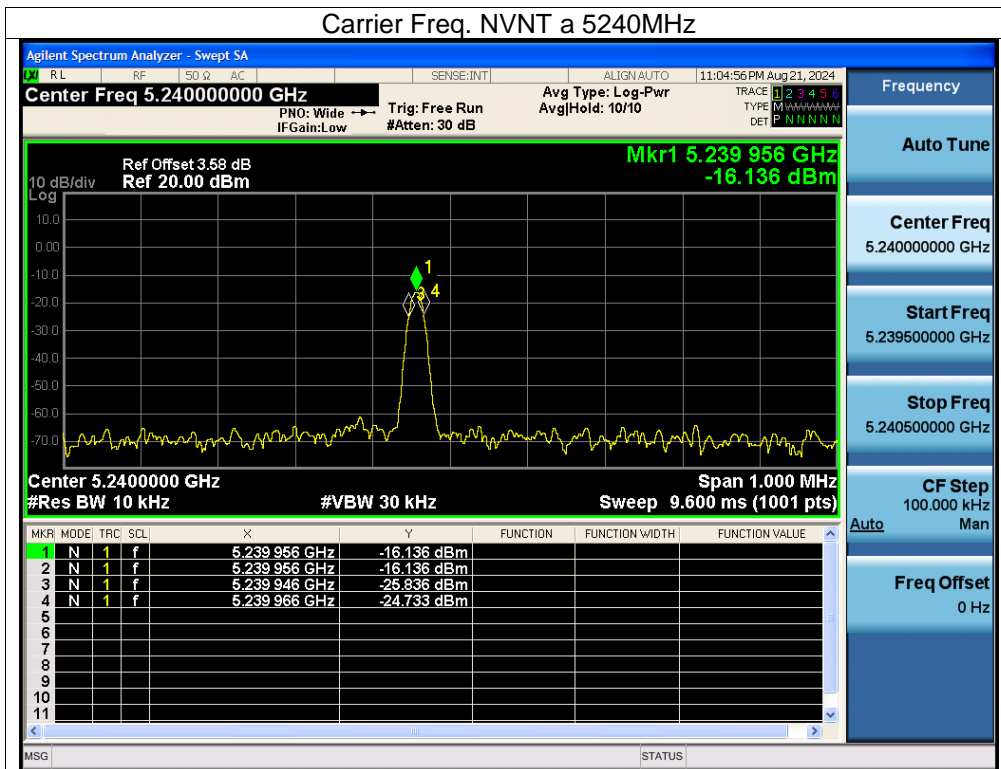 Carrier Freq. NVNT a 5240MHz
Agilent Spectrum Analyzer - Swept SA
LXI RL RF 50 Ω AC SENSE:INT ALIGN AUTO 11:04:56 PM Aug 21, 2024
Center Freq 5.240000000 GHz
PNO: Wide
IFGain:Low
Trig: Free Run
#Atten: 30 dB
Avg Type: Log-Pwr
Avg|Hold: 10/10
TRACE 1 2 3 4 5 6
TYPE M W W W W W
DET P N N N N N
Mkr1 5.239 956 GHz
-16.136 dBm
Ref Offset 3.58 dB
10 dB/div Ref 20.00 dBm
Log
10.0
0.00
-10.0
-20.0
-30.0
-40.0
-50.0
-60.0
-70.0
1
3 4
Center 5.2400000 GHz Span 1.000 MHz
#Res BW 10 kHz #VBW 30 kHz Sweep 9.600 ms (1001 pts)
MKR MODE TRC SCL X Y FUNCTION FUNCTION WIDTH FUNCTION VALUE
1 N 1 f 5.239 956 GHz -16.136 dBm
2 N 1 f 5.239 956 GHz -16.136 dBm
3 N 1 f 5.239 946 GHz -25.836 dBm
4 N 1 f 5.239 966 GHz -24.733 dBm
5
6
7
8
9
10
11
MSG STATUS
Frequency
Auto Tune
Center Freq
5.240000000 GHz
Start Freq
5.239500000 GHz
Stop Freq
5.240500000 GHz
CF Step
100.000 kHz
Auto Man
Freq Offset
0 Hz